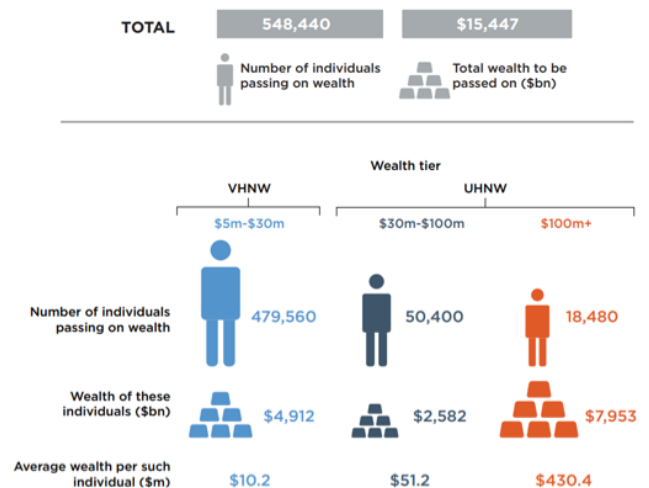 TOTAL
548,440
$15,447
Number of individuals
passing on wealth
Total wealth to be
passed on ($bn)
Wealth tier
VHNW
UHNW
$5m-$30m
$30m-$100m
$100m+
Number of individuals
passing on wealth
479,560
50,400
18,480
Wealth of these
individuals ($bn)
$4,912
$2,582
$7,953
Average wealth per such
individual ($m)
$10.2
$51.2
$430.4